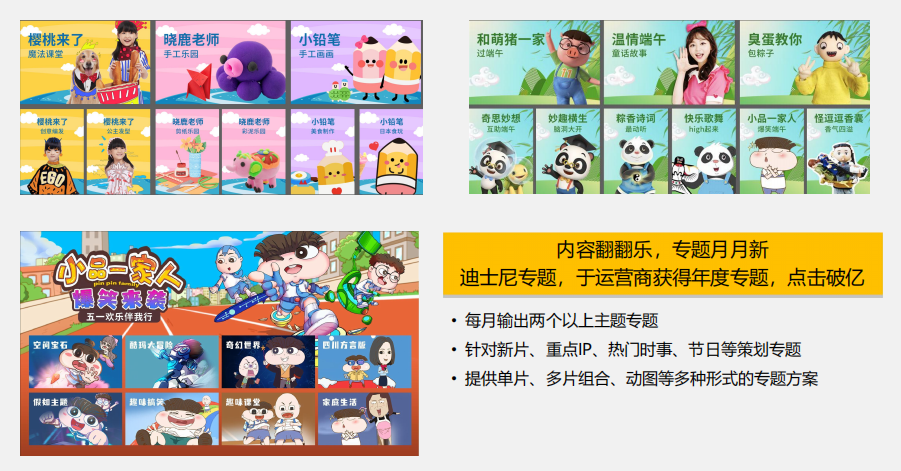 樱桃来了
魔法课堂
晓鹿老师
手工乐园
小铅笔
手工画画
樱桃来了
创意编发
樱桃来了
公主发型
晓鹿老师
剪纸乐园
晓鹿老师
彩泥乐园
小铅笔
美食制作
小铅笔
日本食玩
EBO
和萌猪一家
过端午
温情端午
童话故事
臭蛋教你
包粽子
奇思妙想
互助端午
妙趣横生
脑洞大开
粽香诗词
最动听
快乐歌舞
high起来
小品一家人
爆笑端午
怪逗逗香囊
香气四溢
小品一家人
pin pin family
爆笑来袭
五一欢乐伴我行
空间宝石
酷玛大冒险
奇幻世界
四川方言版
假如主题
趣味搞笑
趣味课堂
家庭生活
内容翻翻乐，专题月月新
迪士尼专题，于运营商获得年度专题，点击破亿
• 每月输出两个以上主题专题
• 针对新片、重点IP、热门时事、节日等策划专题
• 提供单片、多片组合、动图等多种形式的专题方案